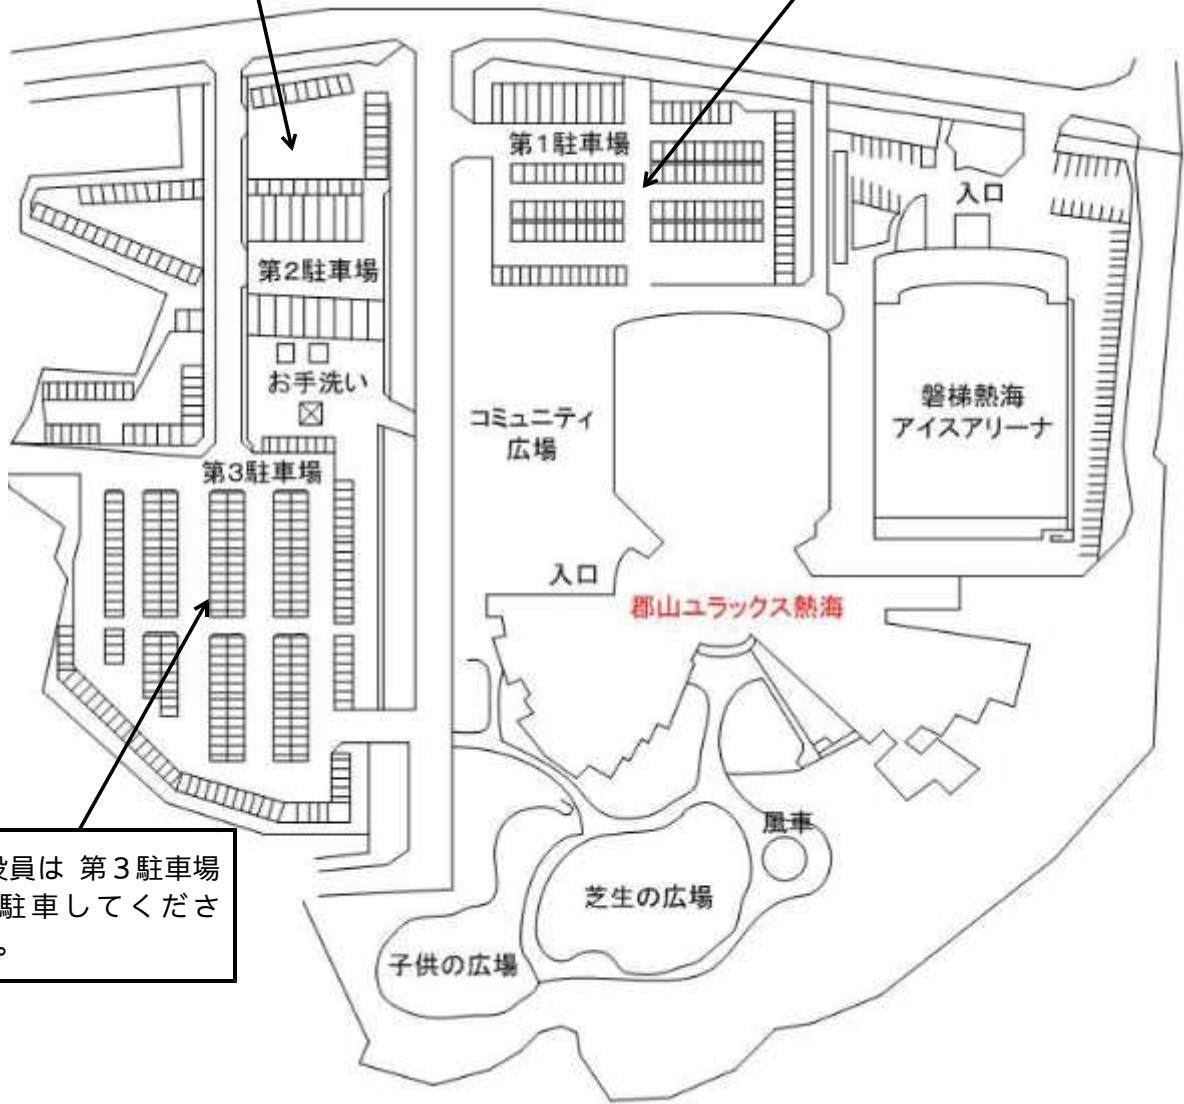 第1駐車場
入口
第2駐車場
お手洗い
コミュニティ
広場
磐梯熱海
アイスアリーナ
第3駐車場
入口
郡山ユラックス熱海
風車
役員は 第３駐車場
駐車してくださ
。
芝生の広場
子供の広場